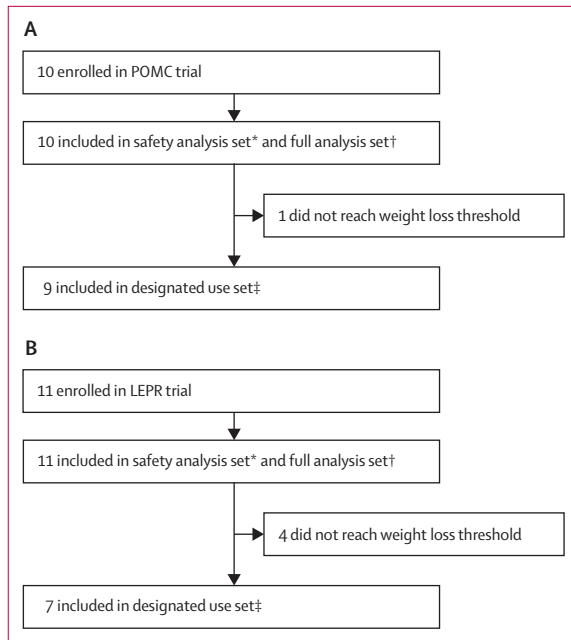 A
10 enrolled in POMC trial
10 included in safety analysis set* and full analysis set†
1 did not reach weight loss threshold
9 included in designated use set‡
B
11 enrolled in LEPR trial
11 included in safety analysis set* and full analysis set†
4 did not reach weight loss threshold
7 included in designated use set‡